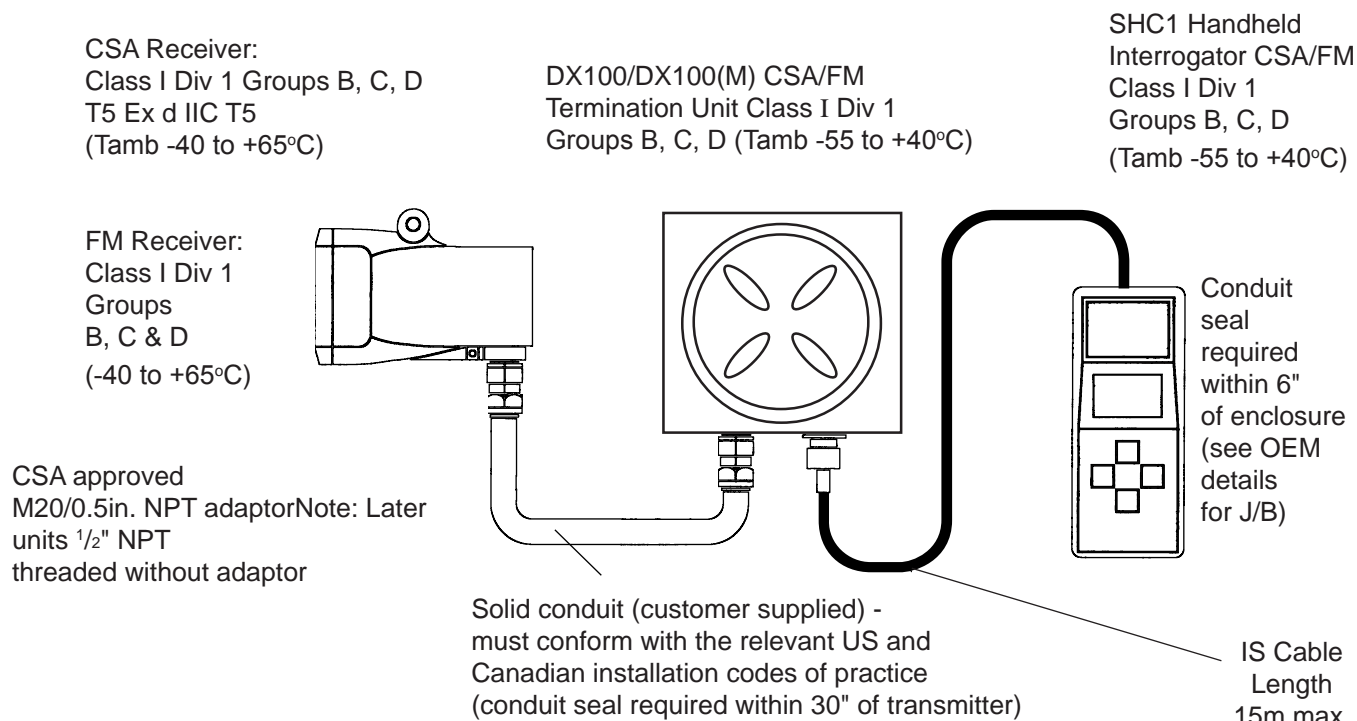 CSA Receiver:
Class I Div 1 Groups B, C, D
T5 Ex d IIC T5
(Tamb -40 to +65°C)
DX100/DX100(M) CSA/FM
Termination Unit Class I Div 1
Groups B, C, D (Tamb -55 to +40°C)
SHC1 Handheld
Interrogator CSA/FM
Class I Div 1
Groups B, C, D
(Tamb -55 to +40°C)
FM Receiver:
Class I Div 1
Groups
B, C & D
(-40 to +65°C)
Conduit
seal
required
within 6"
of enclosure
(see OEM
details
for J/B)
CSA approved
M20/0.5in. NPT adaptorNote: Later
units 1/2" NPT
threaded without adaptor
Solid conduit (customer supplied) -
must conform with the relevant US and
Canadian installation codes of practice
(conduit seal required within 30" of transmitter)
IS Cable
Length
15m max